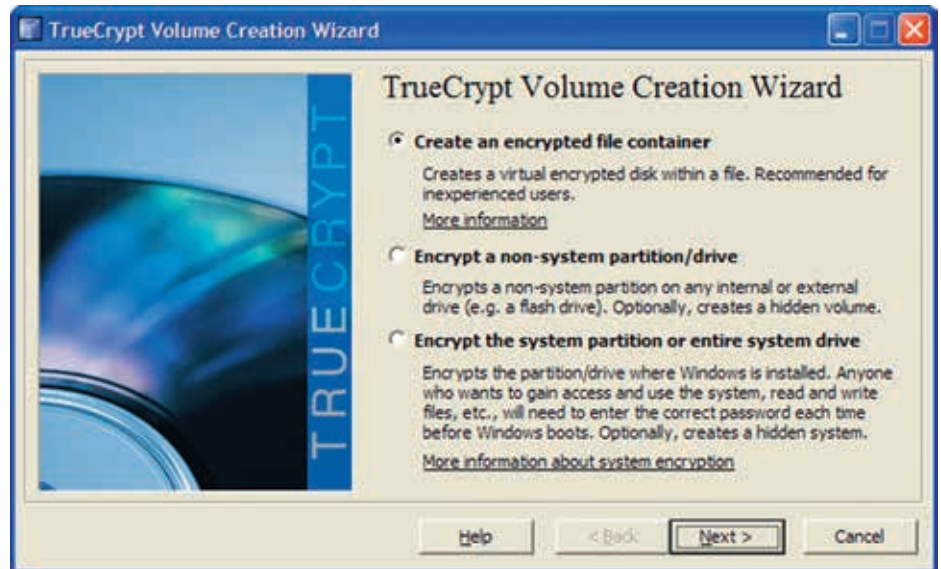 TrueCrypt Volume Creation Wizard
TRUECRYPT
TrueCrypt Volume Creation Wizard
Create an encrypted file container
Creates a virtual encrypted disk within a file. Recommended for
inexperienced users.
More information
Encrypt a non-system partition/drive
Encrypts a non-system partition on any internal or external
drive (e.g. a flash drive). Optionally, creates a hidden volume.
Encrypt the system partition or entire system drive
Encrypts the partition/drive where Windows is installed. Anyone
who wants to gain access and use the system, read and write
files, etc., will need to enter the correct password each time
before Windows boots. Optionally, creates a hidden system.
More information about system encryption
Help
< Back
Next >
Cancel